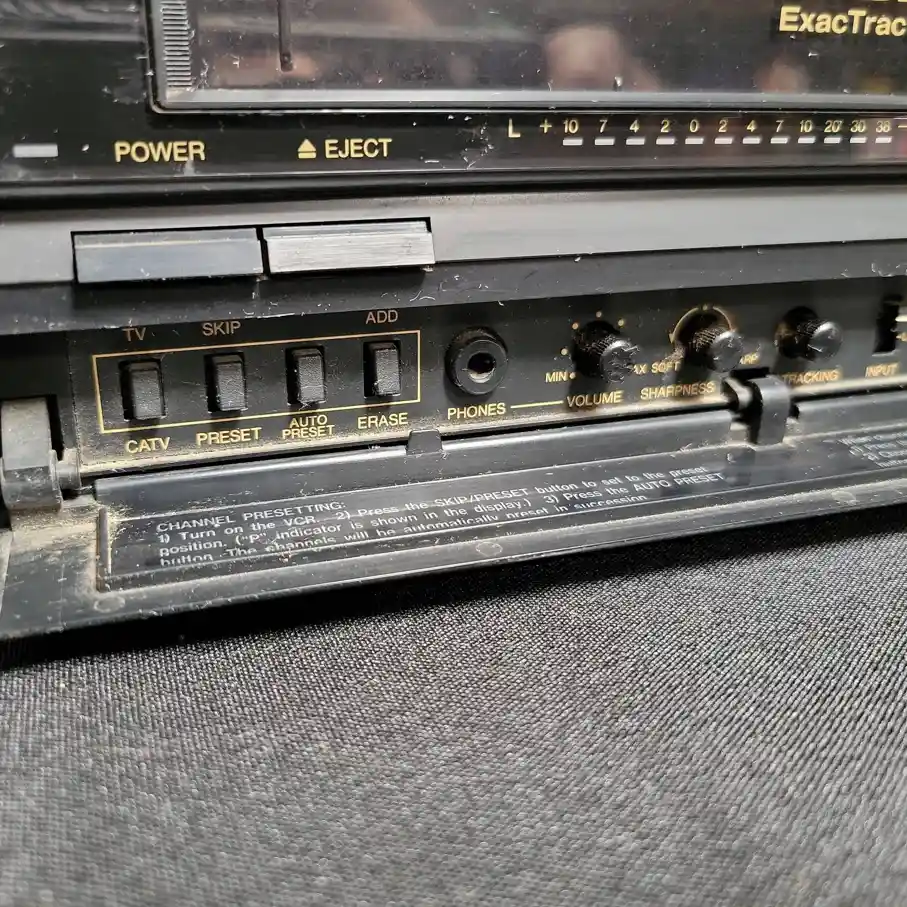 ExacTrac
L + 10 7 4 2 0 2 4 7 10 20 30 38 –
POWER
EJECT
TV SKIP ADD
CATV PRESET AUTO PRESET ERASE
PHONES
MIN
VOLUME
AX SOFT
RP
SHARPNESS
TRACKING
INPUT
CHANNEL PRESETTING:
1) Turn on the VCR. 2) Press the SKIP/PRESET button to set to the preset
position. ("P" indicator is shown in the display.) 3) Press the AUTO PRESET
button. The channels will be automatically preset in succession.